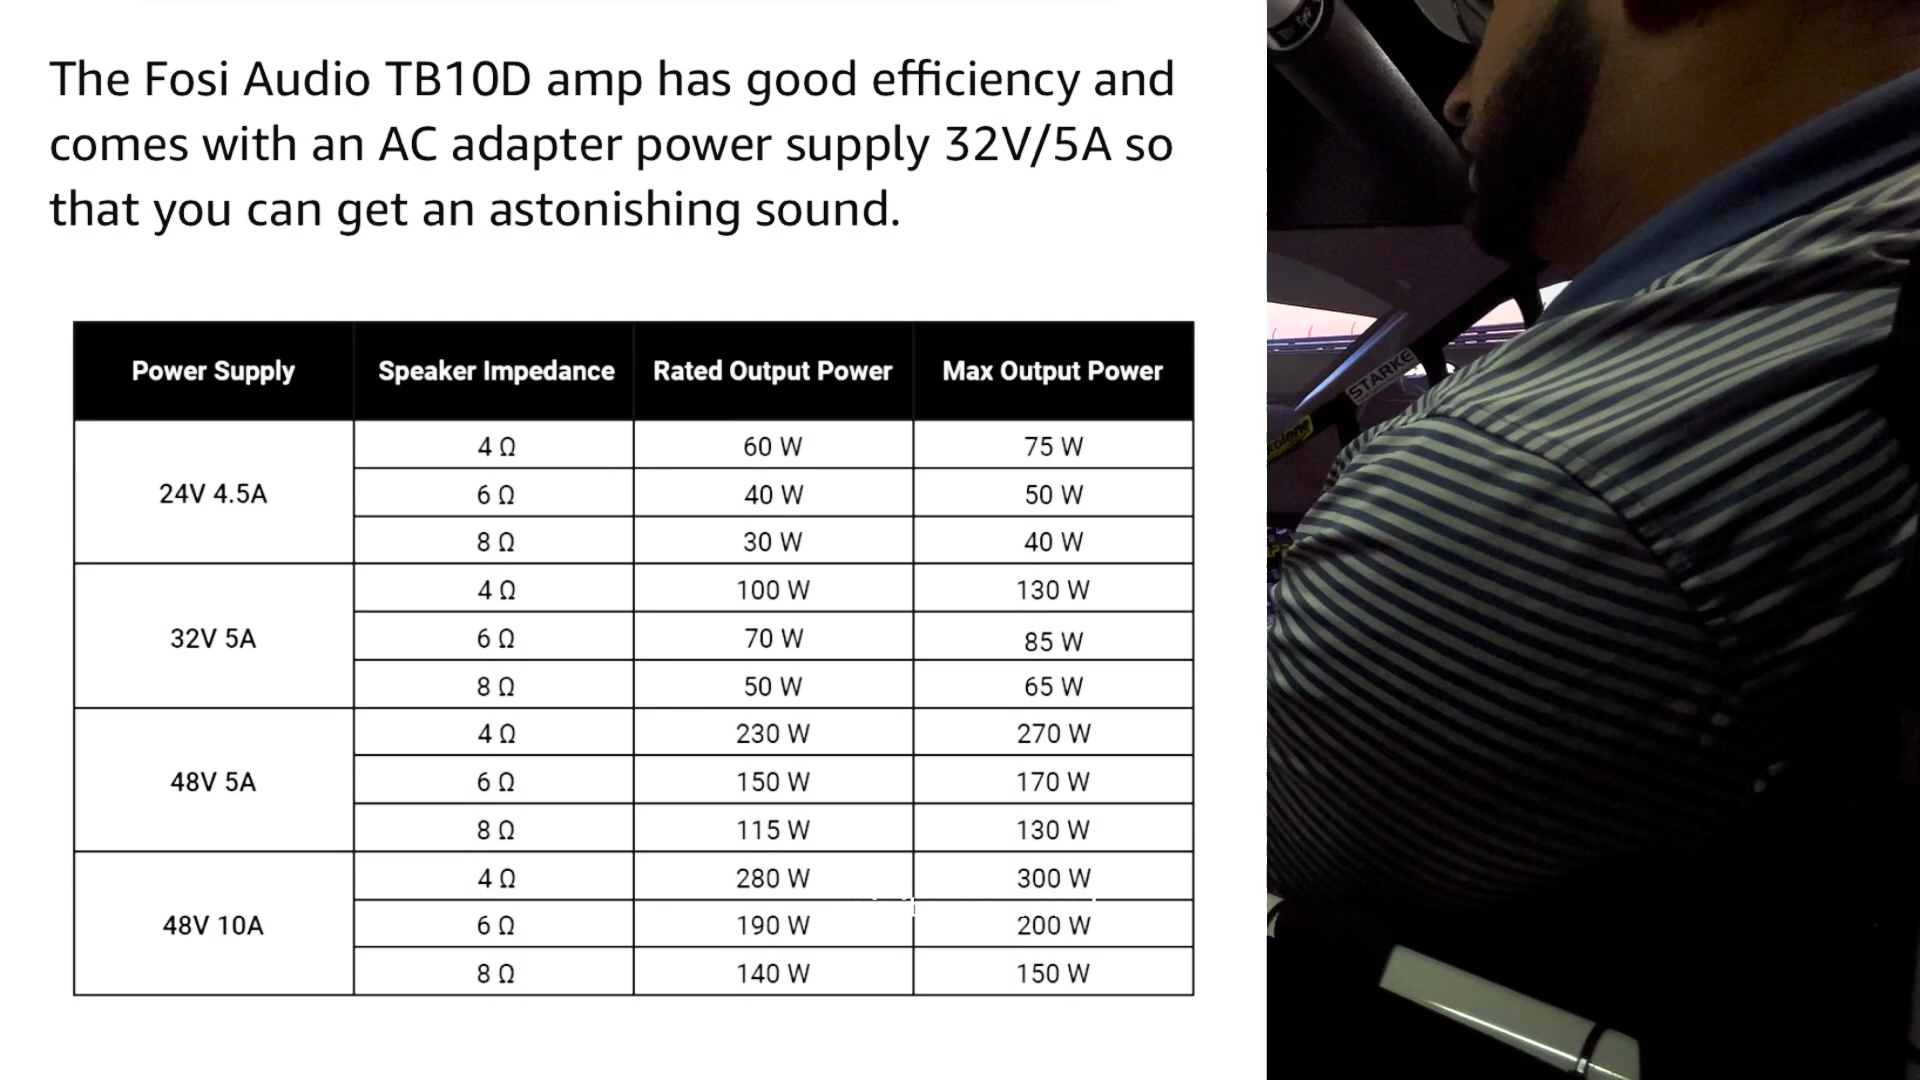 The Fosi Audio TB10D amp has good efficiency and
comes with an AC adapter power supply 32V/5A so
that you can get an astonishing sound.
Power Supply Speaker Impedance Rated Output Power Max Output Power
24V 4.5A
4 Ω 60 W 75 W
6 Ω 40 W 50 W
8 Ω 30 W 40 W
32V 5A
4 Ω 100 W 130 W
6 Ω 70 W 85 W
8 Ω 50 W 65 W
48V 5A
4 Ω 230 W 270 W
6 Ω 150 W 170 W
8 Ω 115 W 130 W
48V 10A
4 Ω 280 W 300 W
6 Ω 190 W 200 W
8 Ω 140 W 150 W
STARKE